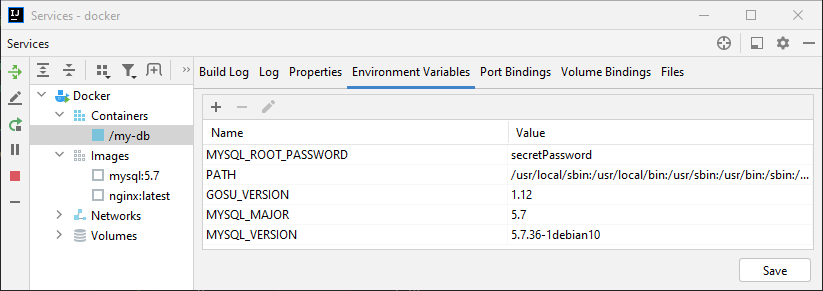 Services - docker
Services
Build Log Log Properties Environment Variables Port Bindings Volume Bindings Files
Docker
Containers
/my-db
Images
mysql:5.7
nginx:latest
Networks
Volumes
Name Value
MYSQL_ROOT_PASSWORD secretPassword
PATH /usr/local/sbin:/usr/local/bin:/usr/sbin:/usr/bin:/sbin:/...
GOSU_VERSION 1.12
MYSQL_MAJOR 5.7
MYSQL_VERSION 5.7.36-1debian10
Save